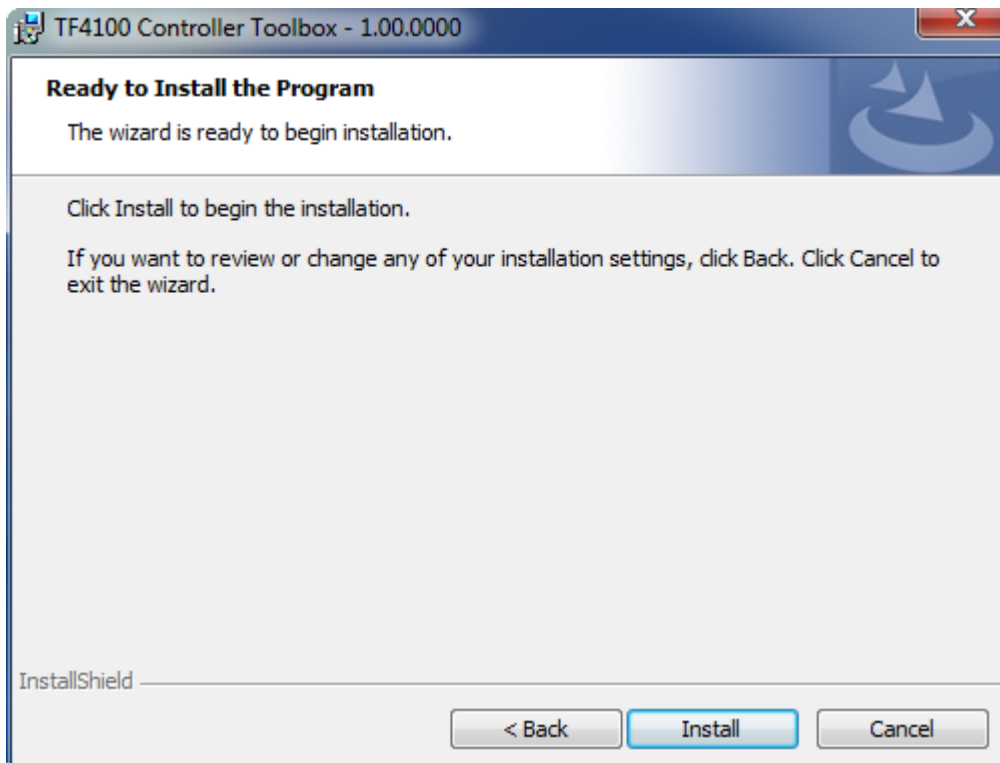 TF4100 Controller Toolbox - 1.00.0000
Ready to Install the Program
The wizard is ready to begin installation.
Click Install to begin the installation.
If you want to review or change any of your installation settings, click Back. Click Cancel to
exit the wizard.
InstallShield
< Back
Install
Cancel